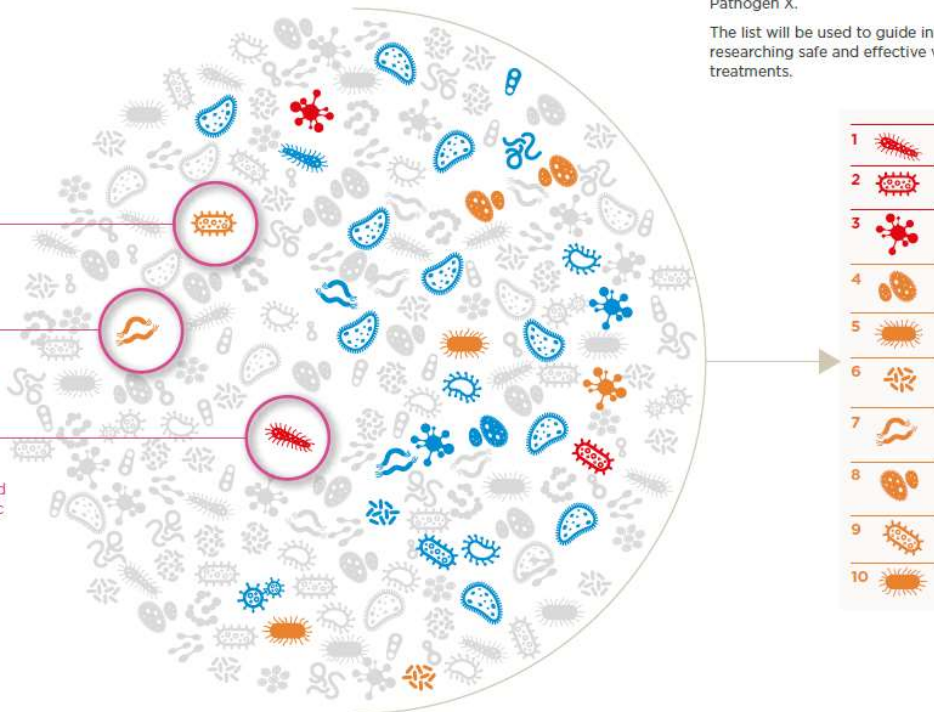 Pathogen X.
The list will be used to guide in
researching safe and effective v
treatments.
1
2
3
4
5
6
7
8
9
10
d
c